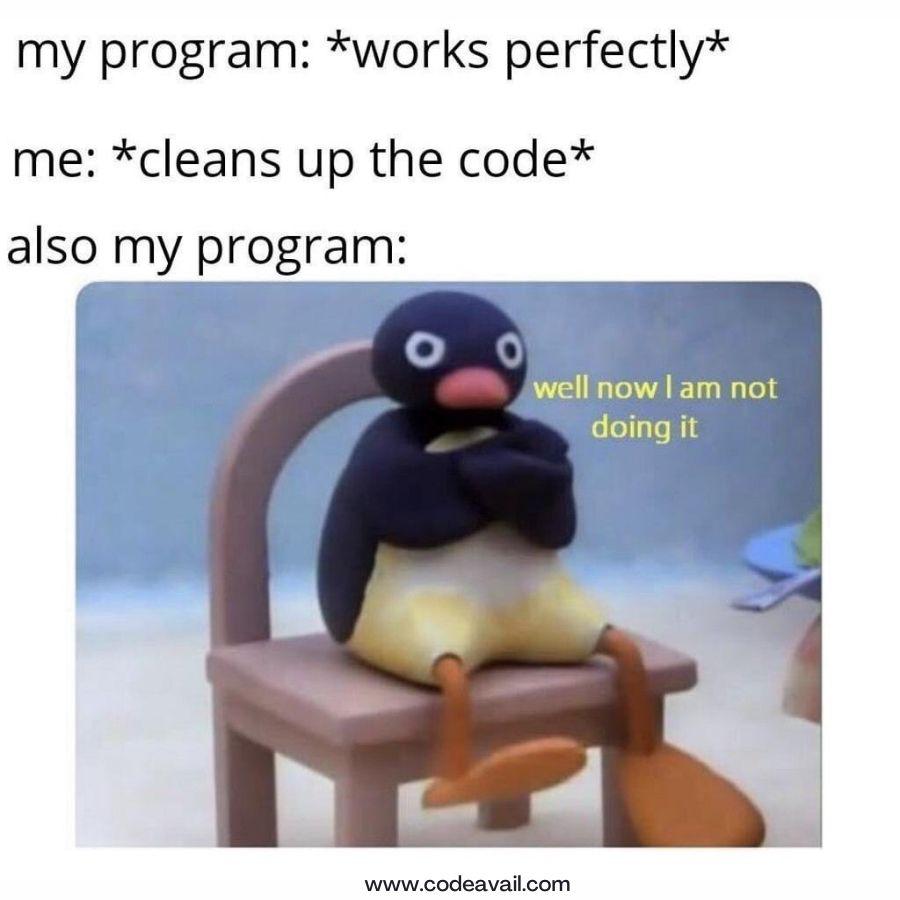 my program: *works perfectly*
me: *cleans up the code*
also my program:
well now I am not
doing it
www.codeavail.com